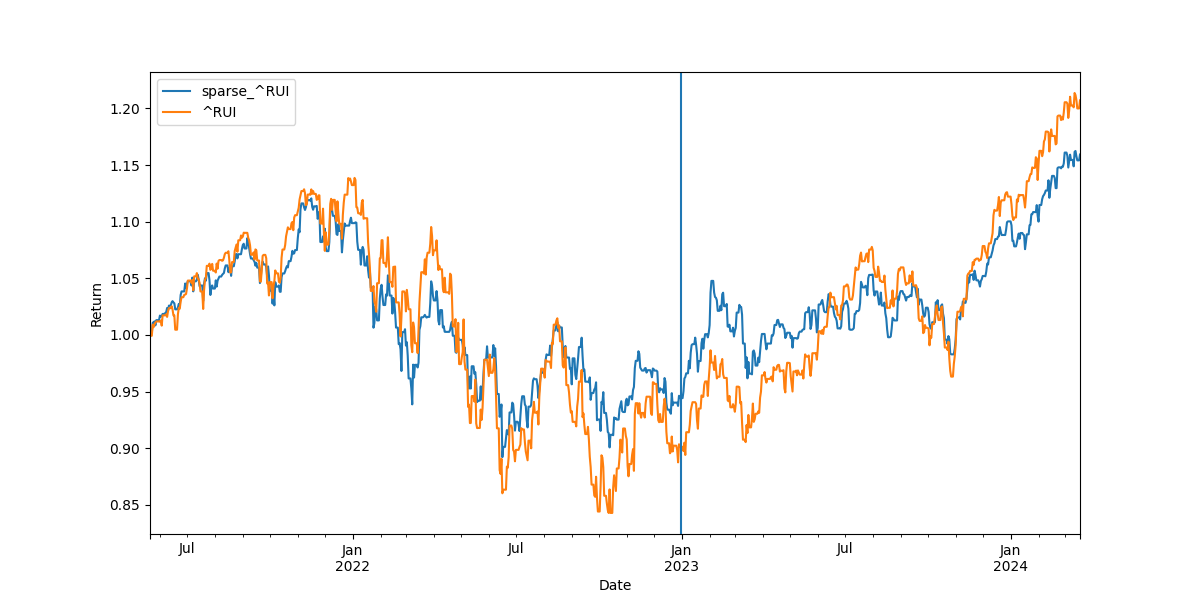 sparse_^RUI
^RUI
Return
1.20
1.15
1.10
1.05
1.00
0.95
0.90
0.85
Jul
Jan
2022
Jul
Jan
2023
Jul
Jan
2024
Date